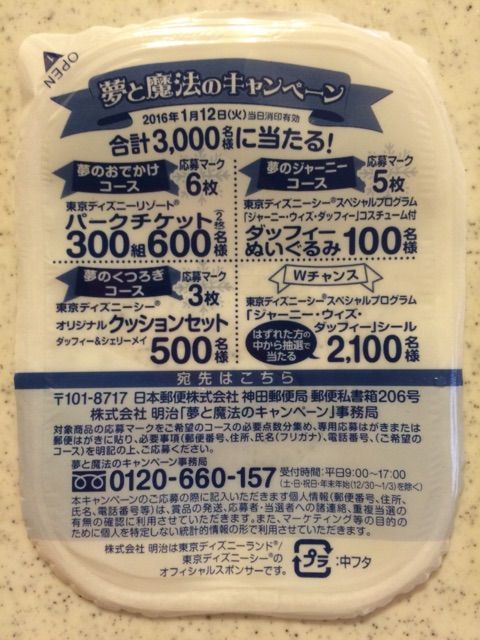 OPEN
夢と魔法のキャンペーン
2016年1月12日(火)当日消印有効
合計3,000名様に当たる!
夢のおでかけコース
応募マーク6枚
東京ディズニーリゾート®
パークチケット
300組600名様
夢のジャーニーコース
応募マーク5枚
東京ディズニーシー®スペシャルプログラム
「ジャーニー・ウィズ・ダッフィー」コスチューム付
ダッフィーぬいぐるみ 100名様
夢のくつろぎコース
応募マーク3枚
東京ディズニーシー®
オリジナル クッションセット
ダッフィー&シェリーメイ
500名様
Wチャンス
東京ディズニーシー®スペシャルプログラム
「ジャーニー・ウィズ・
ダッフィー」シール
はずれた方の中から抽選で当たる
2,100名様
宛先はこちら
〒101-8717 日本郵便株式会社 神田郵便局 郵便私書箱206号
株式会社 明治「夢と魔法のキャンペーン」事務局
対象商品の応募マークをご希望のコースの必要点数分集め、専用応募はがきまたは
郵便はがきに貼り、必要事項(郵便番号、住所、氏名(フリガナ)、電話番号、(ご希望の
コース)を明記の上、ご応募ください。
夢と魔法のキャンペーン事務局
0120-660-157 受付時間:平日9:00〜17:00
(土・日・祝日・年末年始(12/30〜1/3)を除く)
本キャンペーンのご応募の際に記入いただきます個人情報(郵便番号、住所、
氏名、電話番号等)は、賞品の発送、応募者・当選者への諸連絡、重複当選の
有無の確認に利用させていただきます。また、マーケティング等の目的の
ために個人を特定しない統計的情報の形で利用させていただきます。
株式会社 明治は東京ディズニーランド®/
東京ディズニーシー®の
オフィシャルスポンサーです。
プラ :中フタ